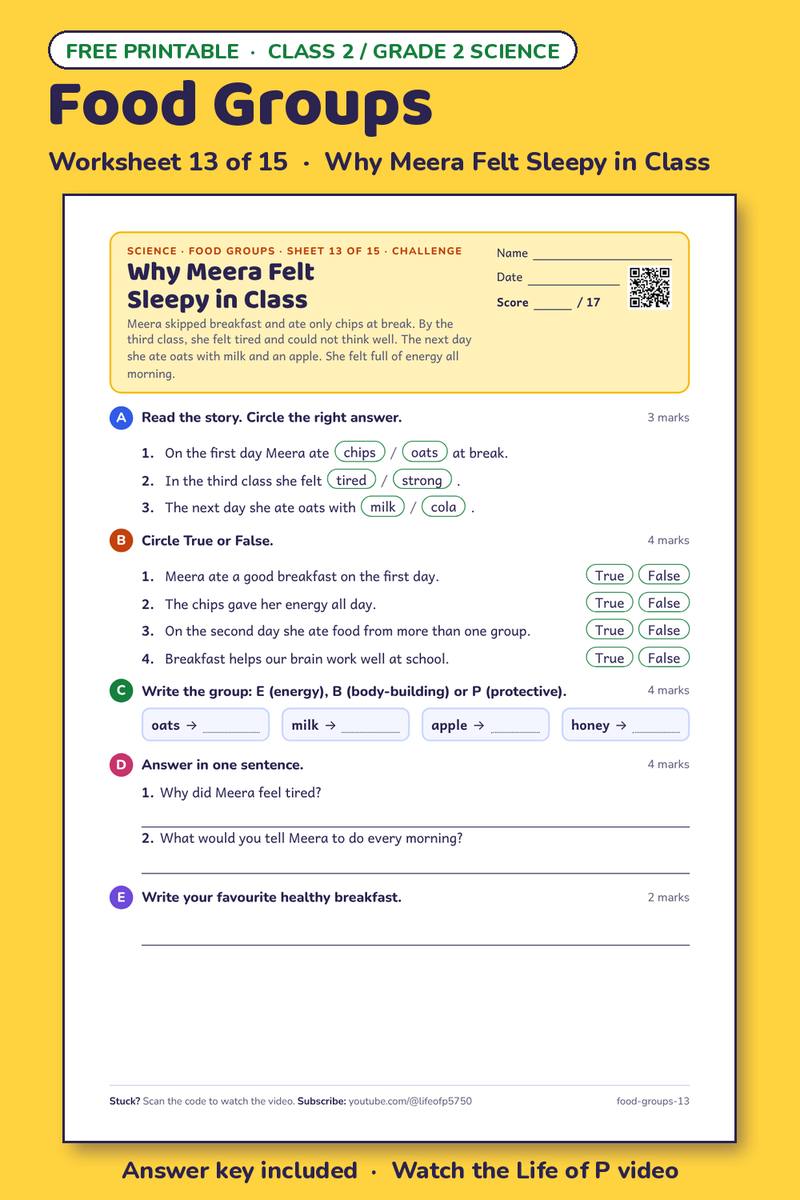 FREE PRINTABLE · CLASS 2 / GRADE 2 SCIENCE
Food Groups
Worksheet 13 of 15 · Why Meera Felt Sleepy in Class
SCIENCE · FOOD GROUPS · SHEET 13 OF 15 · CHALLENGE
Why Meera Felt
Sleepy in Class
Meera skipped breakfast and ate only chips at break. By the
third class, she felt tired and could not think well. The next day
she ate oats with milk and an apple. She felt full of energy all
morning.
Name
Date
Score / 17
A Read the story. Circle the right answer. 3 marks
1. On the first day Meera ate chips / oats at break.
2. In the third class she felt tired / strong .
3. The next day she ate oats with milk / cola .
B Circle True or False. 4 marks
1. Meera ate a good breakfast on the first day. True False
2. The chips gave her energy all day. True False
3. On the second day she ate food from more than one group. True False
4. Breakfast helps our brain work well at school. True False
C Write the group: E (energy), B (body-building) or P (protective). 4 marks
oats → milk → apple → honey →
D Answer in one sentence. 4 marks
1. Why did Meera feel tired?
2. What would you tell Meera to do every morning?
E Write your favourite healthy breakfast. 2 marks
Stuck? Scan the code to watch the video. Subscribe: youtube.com/@lifeofp5750 food-groups-13
Answer key included · Watch the Life of P video